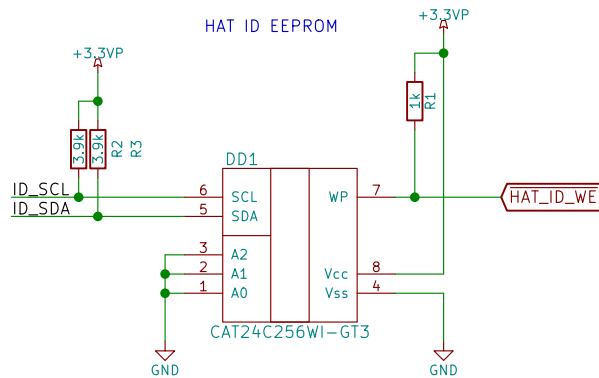 HAT ID EEPROM
+3.3VP
+3.3VP
1k
R1
3.9k
3.9k
R2
R3
DD1
ID_SCL
6
SCL
WP
7
HAT_ID_WE
ID_SDA
5
SDA
3
A2
2
A1
Vcc
8
1
A0
Vss
4
CAT24C256WI-GT3
GND
GND